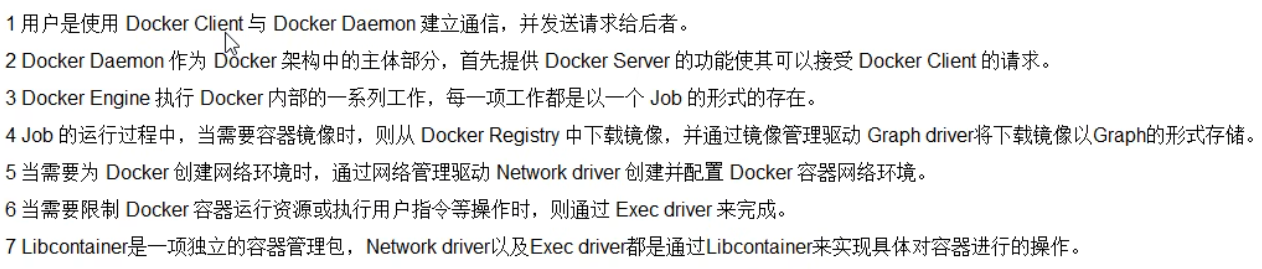 1 用户是使用 Docker Client 与 Docker Daemon 建立通信，并发送请求给后者。
2 Docker Daemon 作为 Docker 架构中的主体部分，首先提供 Docker Server 的功能使其可以接受 Docker Client 的请求。
3 Docker Engine 执行 Docker 内部的一系列工作，每一项工作都是以一个 Job 的形式的存在。
4 Job 的运行过程中，当需要容器镜像时，则从 Docker Registry 中下载镜像，并通过镜像管理驱动 Graph driver将下载镜像以Graph的形式存储。
5 当需要为 Docker 创建网络环境时，通过网络管理驱动 Network driver 创建并配置 Docker 容器网络环境。
6 当需要限制 Docker 容器运行资源或执行用户指令等操作时，则通过 Exec driver 来完成。
7 Libcontainer是一项独立的容器管理包，Network driver以及Exec driver都是通过Libcontainer来实现具体对容器进行的操作。